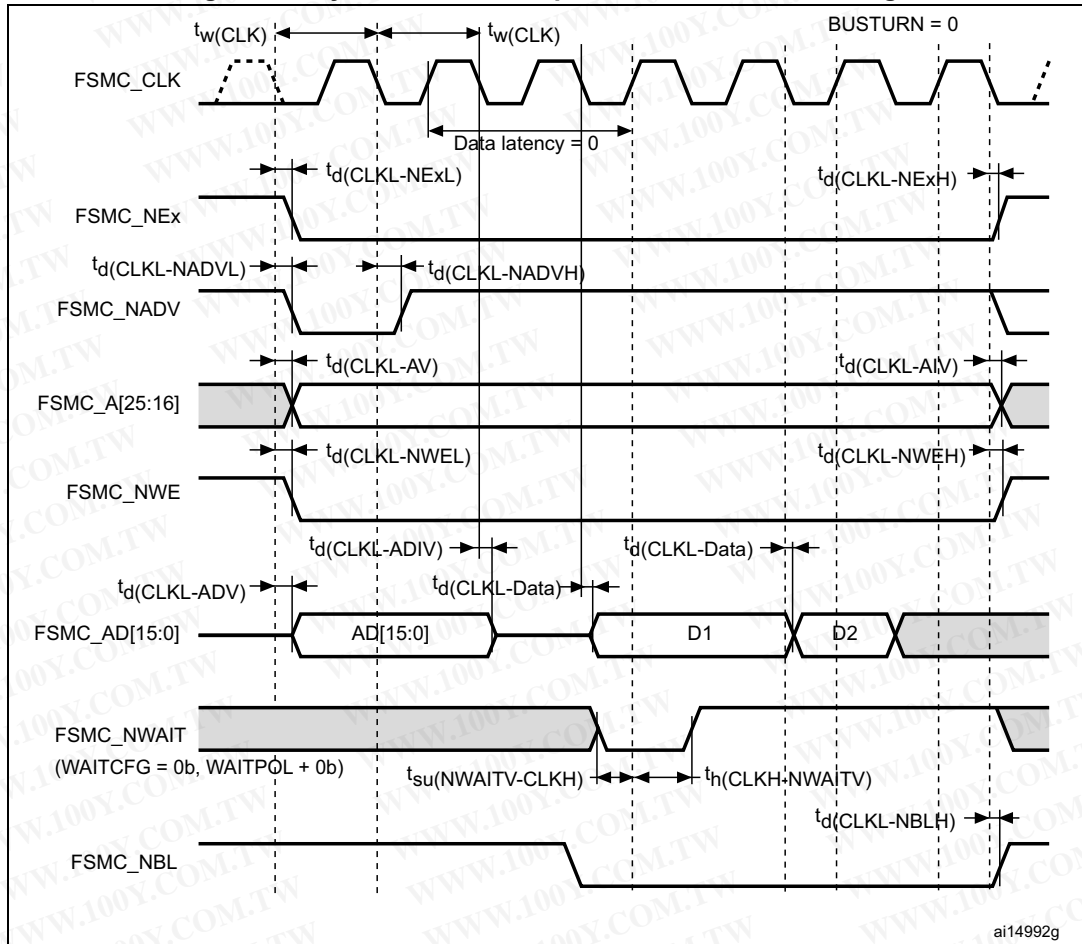 tw(CLK)
tw(CLK)
BUSTURN = 0
FSMC_CLK
Data latency = 0
td(CLKL-NExL)
td(CLKL-NExH)
FSMC_NEx
td(CLKL-NADVL)
td(CLKL-NADVH)
FSMC_NADV
td(CLKL-AV)
td(CLKL-AIV)
FSMC_A[25:16]
td(CLKL-NWEL)
td(CLKL-NWEH)
FSMC_NWE
td(CLKL-ADIV)
td(CLKL-Data)
td(CLKL-ADV)
td(CLKL-Data)
FSMC_AD[15:0]
AD[15:0]
D1
D2
FSMC_NWAIT
(WAITCFG = 0b, WAITPOL + 0b)
tsu(NWAITV-CLKH)
th(CLKH-NWAITV)
td(CLKL-NBLH)
FSMC_NBL
ai14992g
WWW.100Y.COM.TW